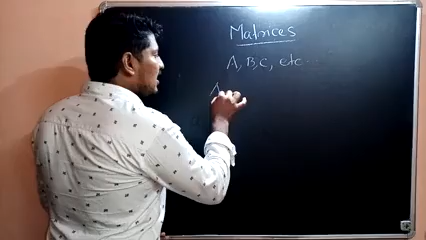 Matrices
A, B, C, etc
A